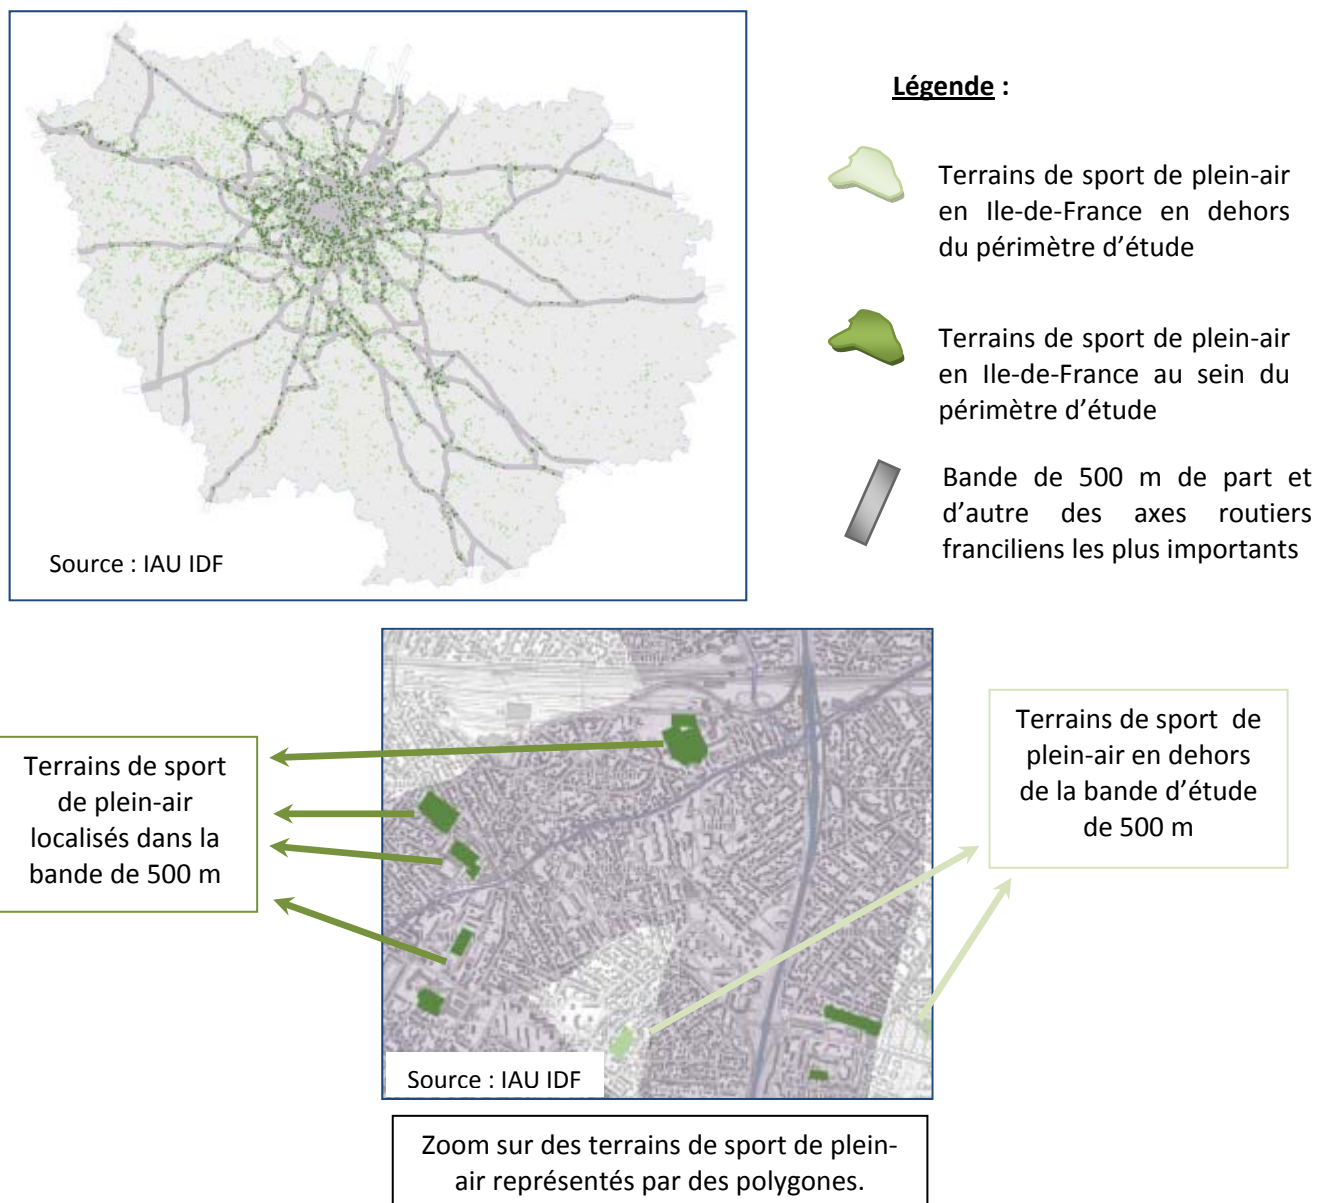 Source : IAU IDF
Légende :
Terrains de sport de plein-air
en Ile-de-France en dehors
du périmètre d’étude
Terrains de sport de plein-air
en Ile-de-France au sein du
périmètre d’étude
Bande de 500 m de part et
d’autre des axes routiers
franciliens les plus importants
Terrains de sport
de plein-air
localisés dans la
bande de 500 m
Source : IAU IDF
Terrains de sport de
plein-air en dehors
de la bande d’étude
de 500 m
Zoom sur des terrains de sport de plein-
air représentés par des polygones.